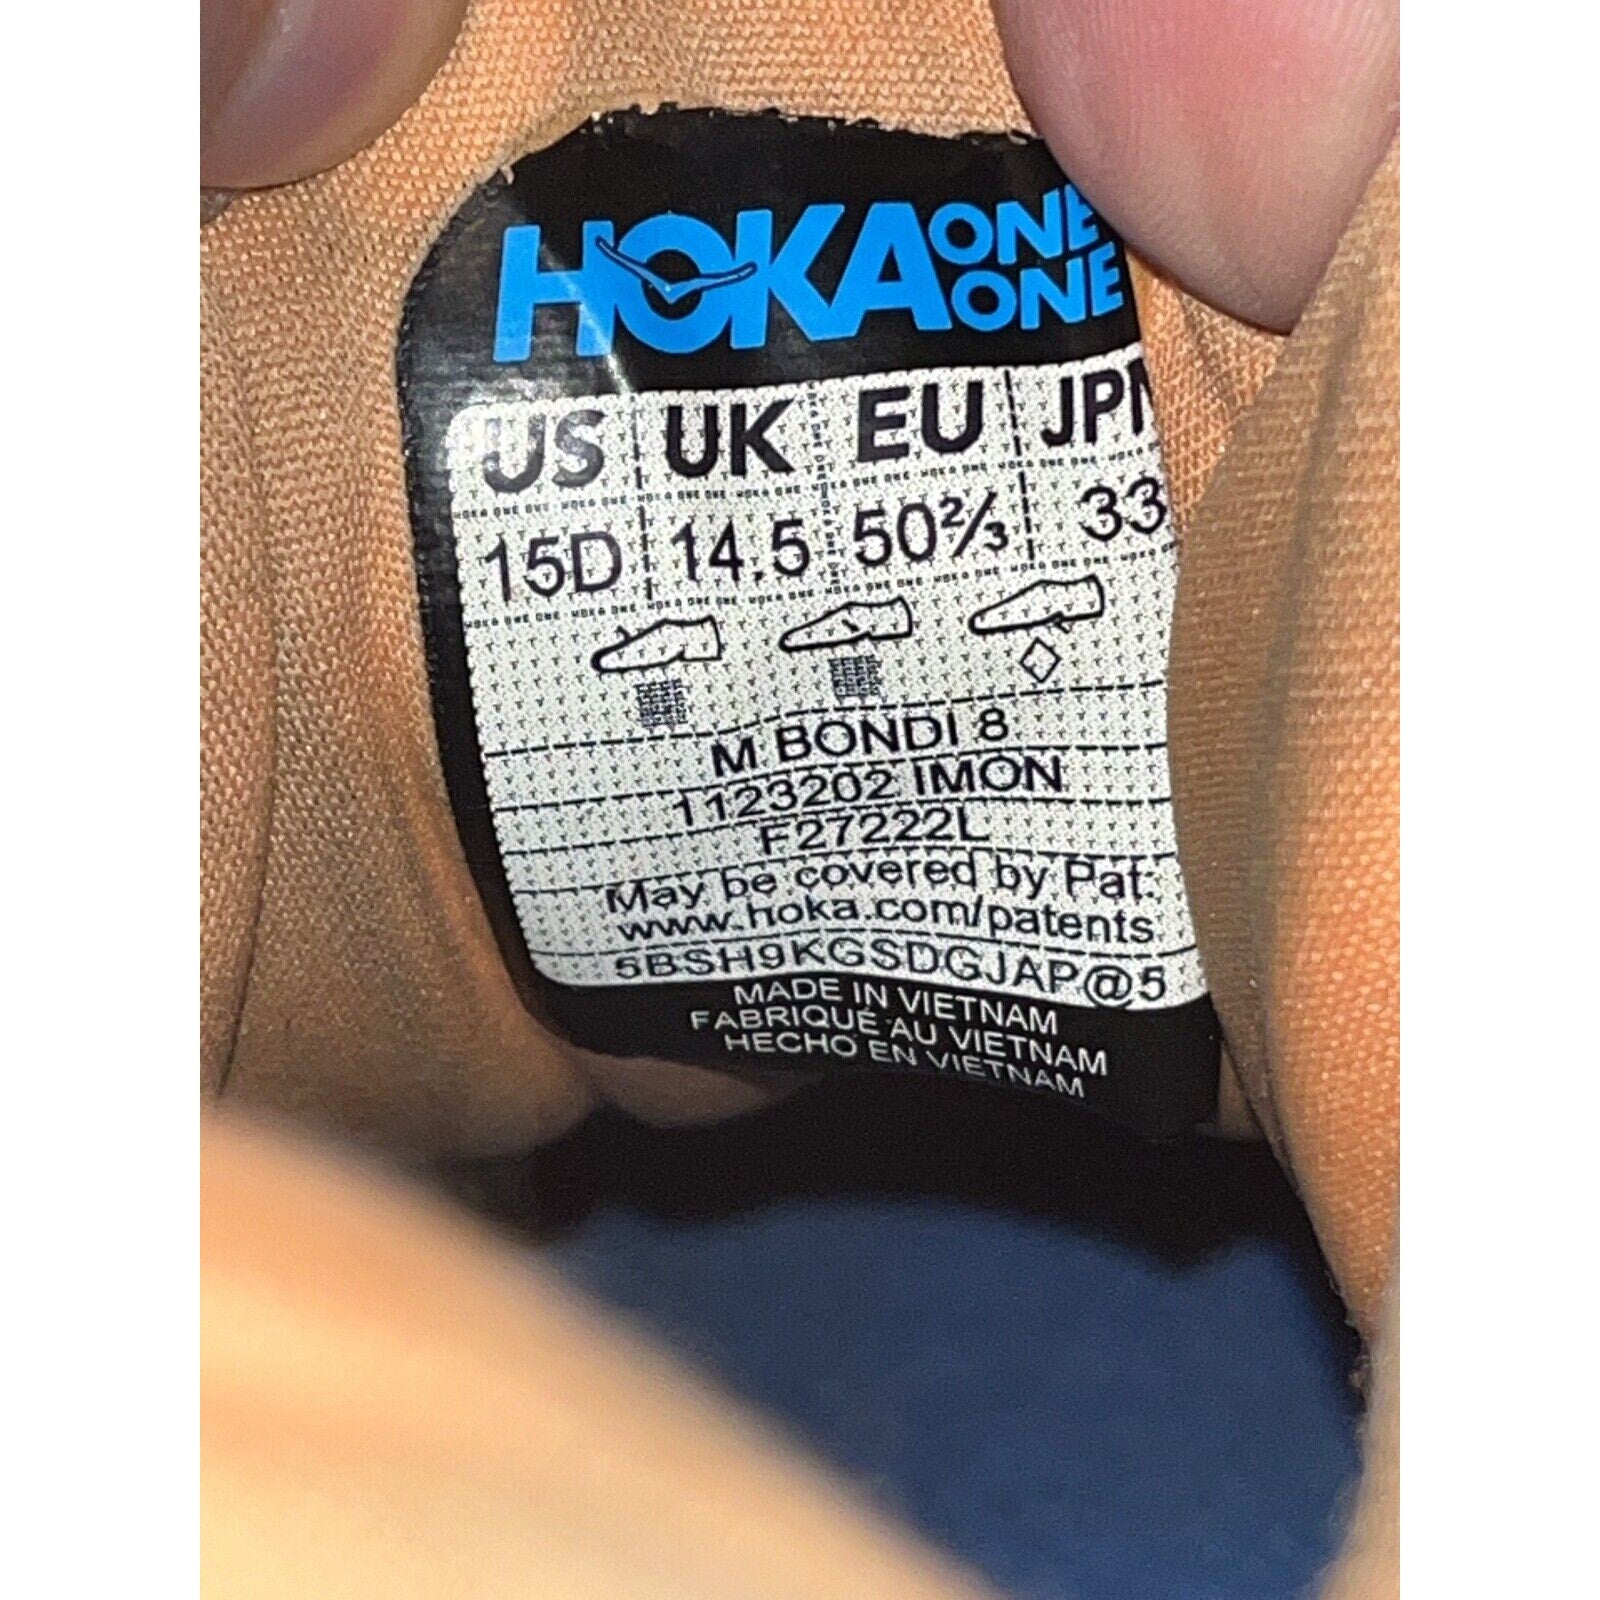 HOKA ONE ONE
US UK EU JPN
15D 14.5 50⅔ 33
M BONDI 8
1123202 IMON
F27222L
May be covered by Pat.
www.hoka.com/patents
5BSH9KGSDGJAP@5
MADE IN VIETNAM
FABRIQUÉ AU VIETNAM
HECHO EN VIETNAM